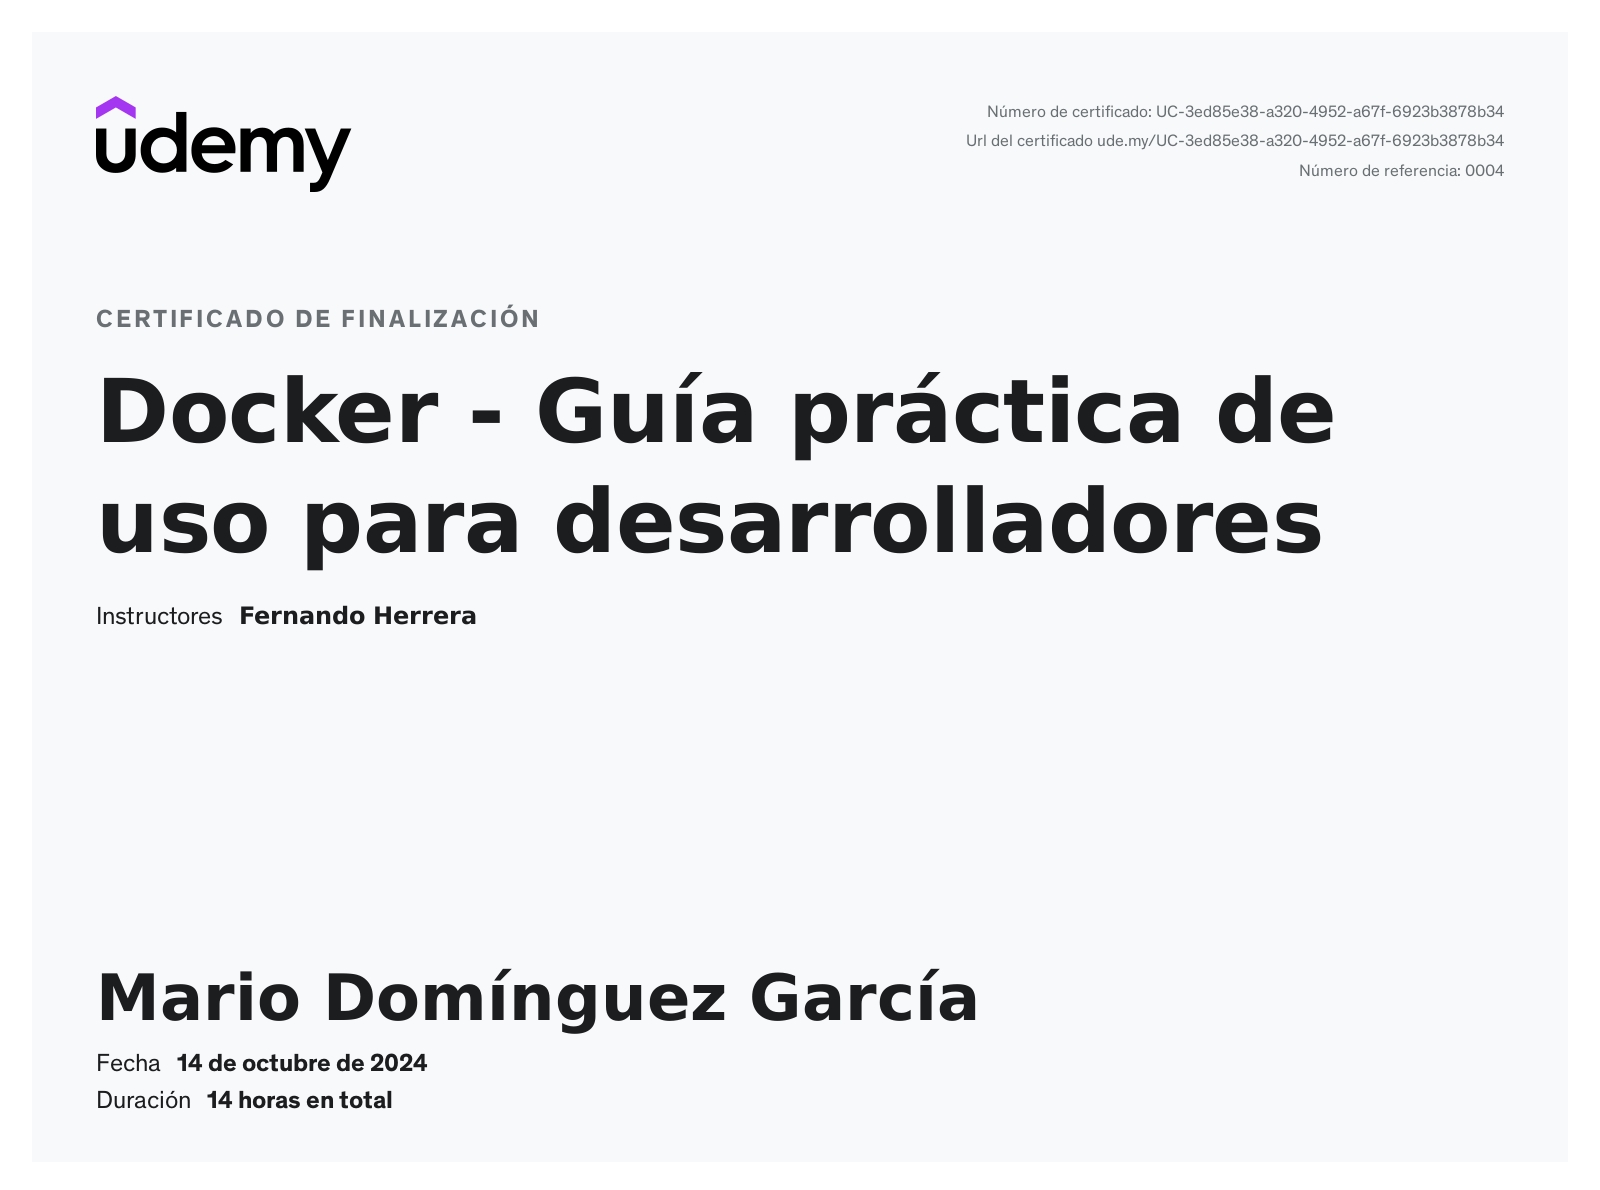 udemy
Número de certificado: UC-3ed85e38-a320-4952-a67f-6923b3878b34
Url del certificado ude.my/UC-3ed85e38-a320-4952-a67f-6923b3878b34
Número de referencia: 0004
CERTIFICADO DE FINALIZACIÓN
Docker - Guía práctica de
uso para desarrolladores
Instructores Fernando Herrera
Mario Domínguez García
Fecha 14 de octubre de 2024
Duración 14 horas en total